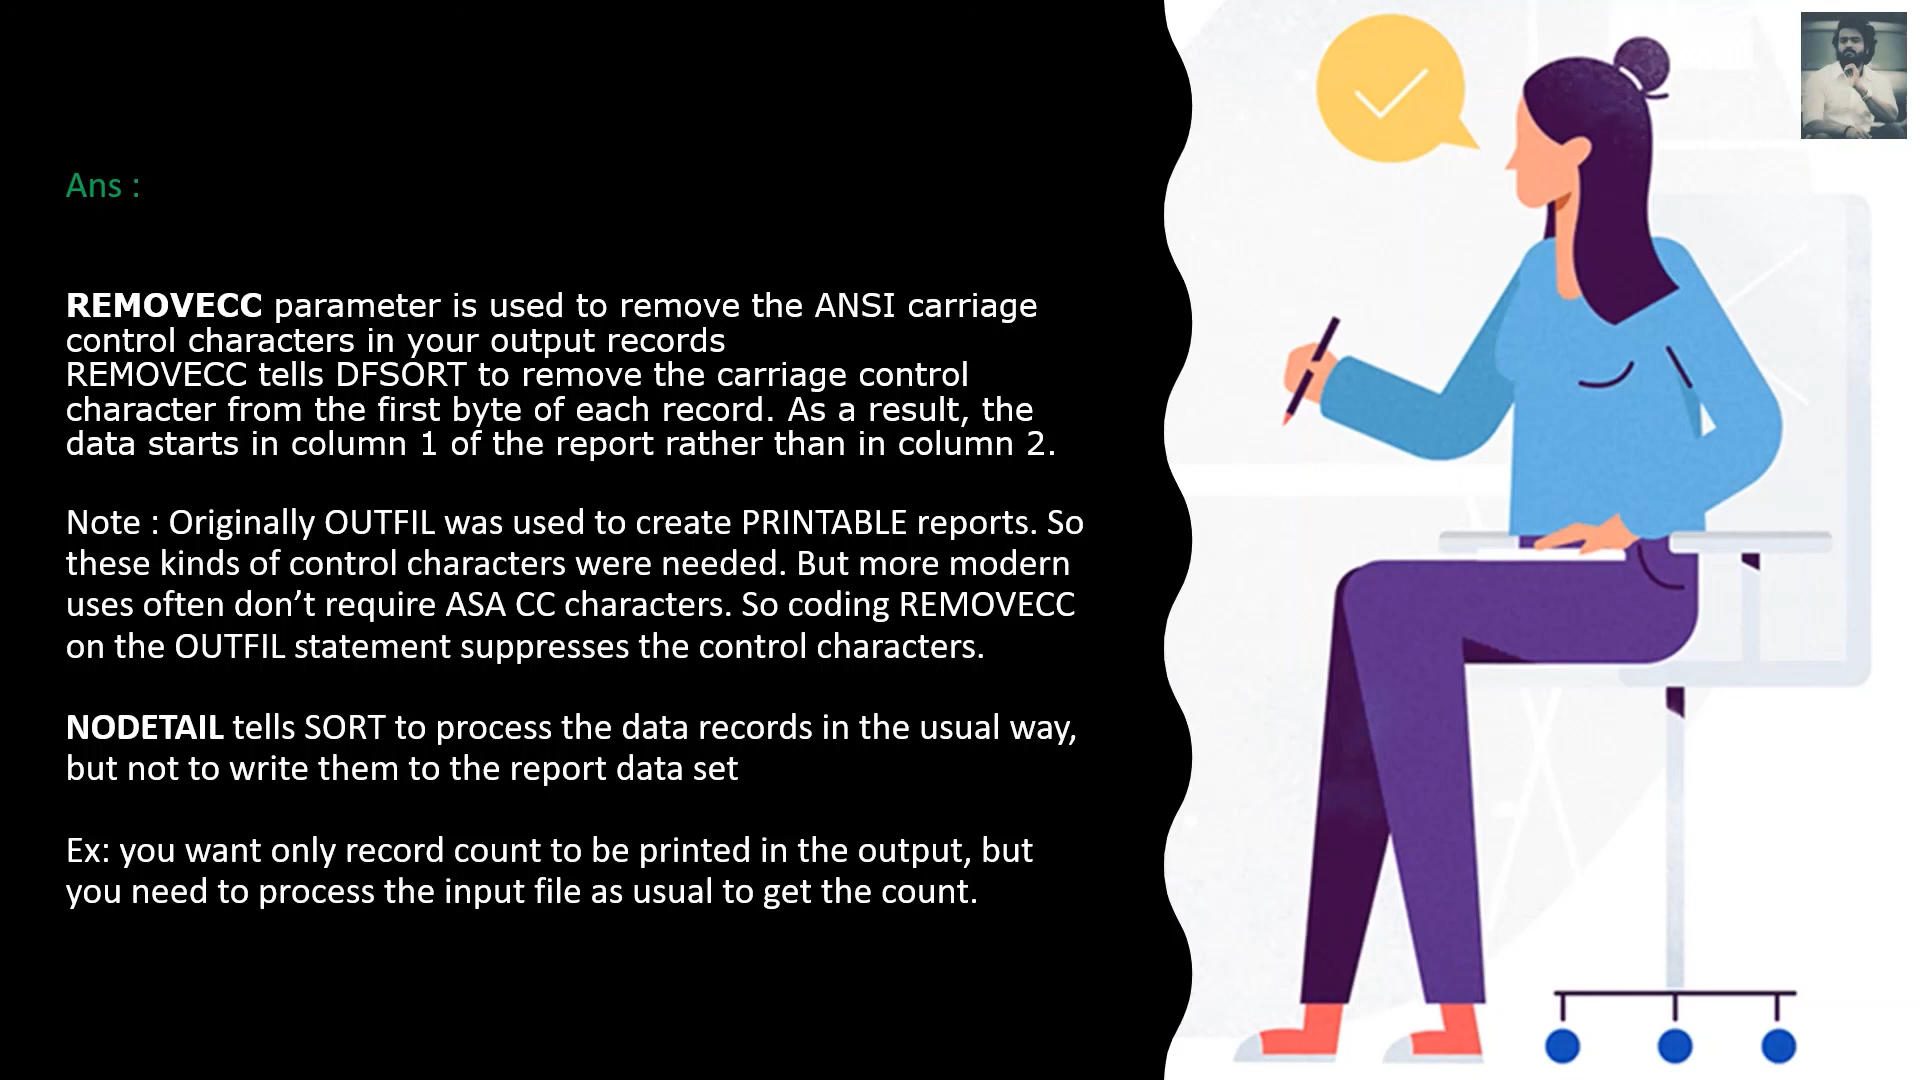 Ans :
REMOVECC parameter is used to remove the ANSI carriage
control characters in your output records
REMOVECC tells DFSORT to remove the carriage control
character from the first byte of each record. As a result, the
data starts in column 1 of the report rather than in column 2.
Note : Originally OUTFIL was used to create PRINTABLE reports. So
these kinds of control characters were needed. But more modern
uses often don’t require ASA CC characters. So coding REMOVECC
on the OUTFIL statement suppresses the control characters.
NODETAIL tells SORT to process the data records in the usual way,
but not to write them to the report data set
Ex: you want only record count to be printed in the output, but
you need to process the input file as usual to get the count.